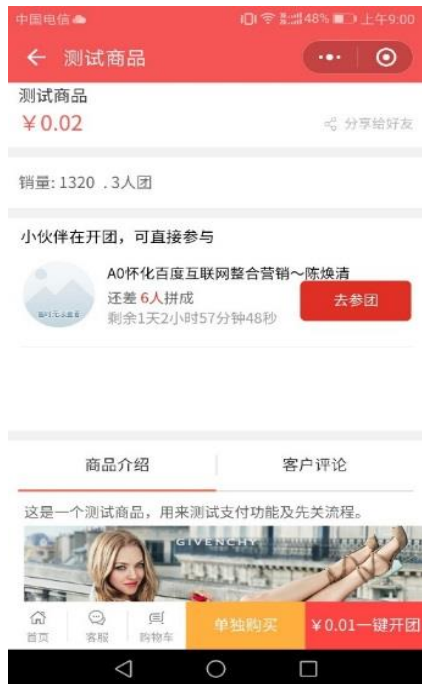 中国电信
48%
上午9:00
测试商品
测试商品
¥0.02
分享给好友
销量:1320 .3人团
小伙伴在开团，可直接参与
A0怀化百度互联网整合营销～陈焕清
还差 6人拼成
去参团
剩余1天2小时57分钟48秒
商品介绍
客户评论
这是一个测试商品，用来测试支付功能及先关流程。
GIVENCHY
首页
客服
购物车
单独购买
¥0.01一键开团